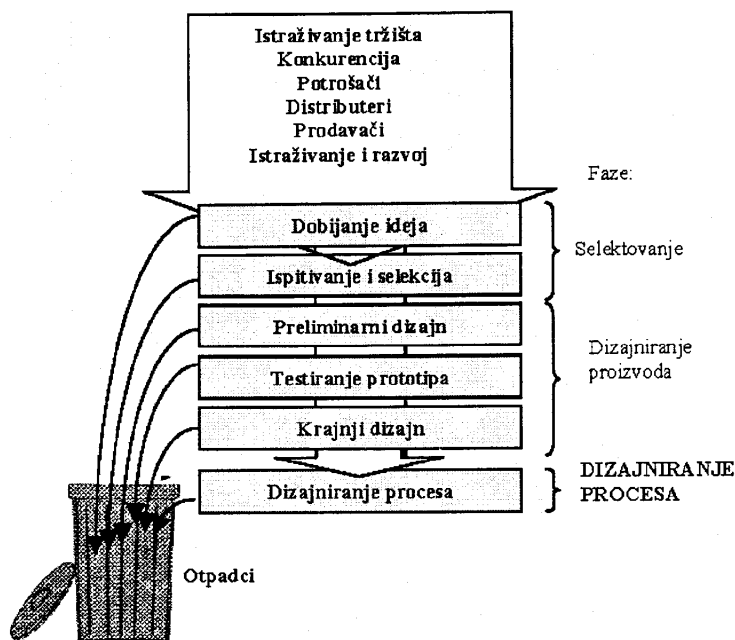 Istraživanje tržišta
Konkurencija
Potrošači
Distributeri
Prodavači
Istraživanje i razvoj
Faze:
Dobijanje ideja
Ispitivanje i selekcija
Selektovanje
Preliminarni dizajn
Testiranje prototipa
Krajnji dizajn
Dizajniranje
proizvoda
Dizajniranje procesa
DIZAJNIRANJE
PROCESA
Otpadci